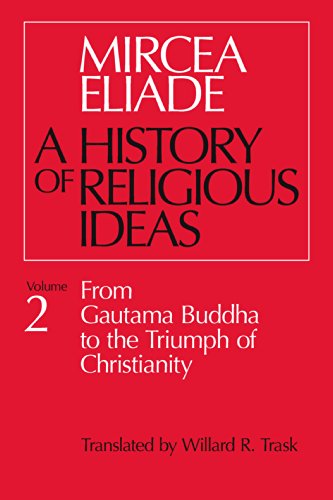 MIRCEA
ELIADE
A HISTORY
OF RELIGIOUS
IDEAS
Volume
2
From
Gautama Buddha
to the Triumph of
Christianity
Translated by Willard R. Trask